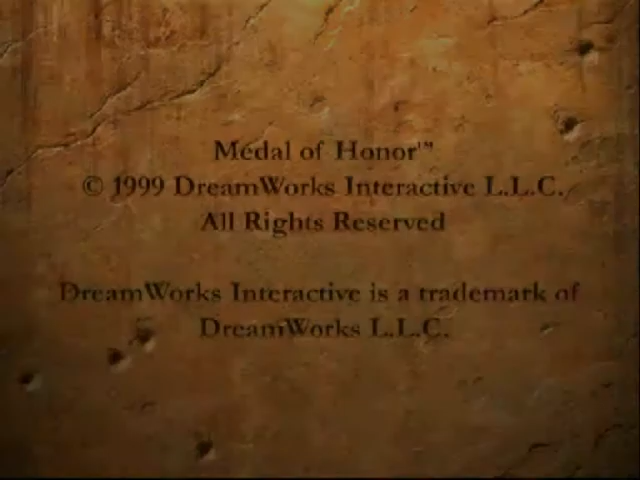 Medal of Honor™
© 1999 DreamWorks Interactive L.L.C.
All Rights Reserved
DreamWorks Interactive is a trademark of
DreamWorks L.L.C.